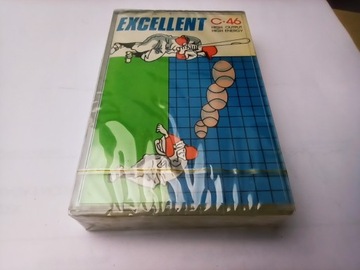 EXCELLENT
C-46
HIGH OUTPUT
HIGH ENERGY